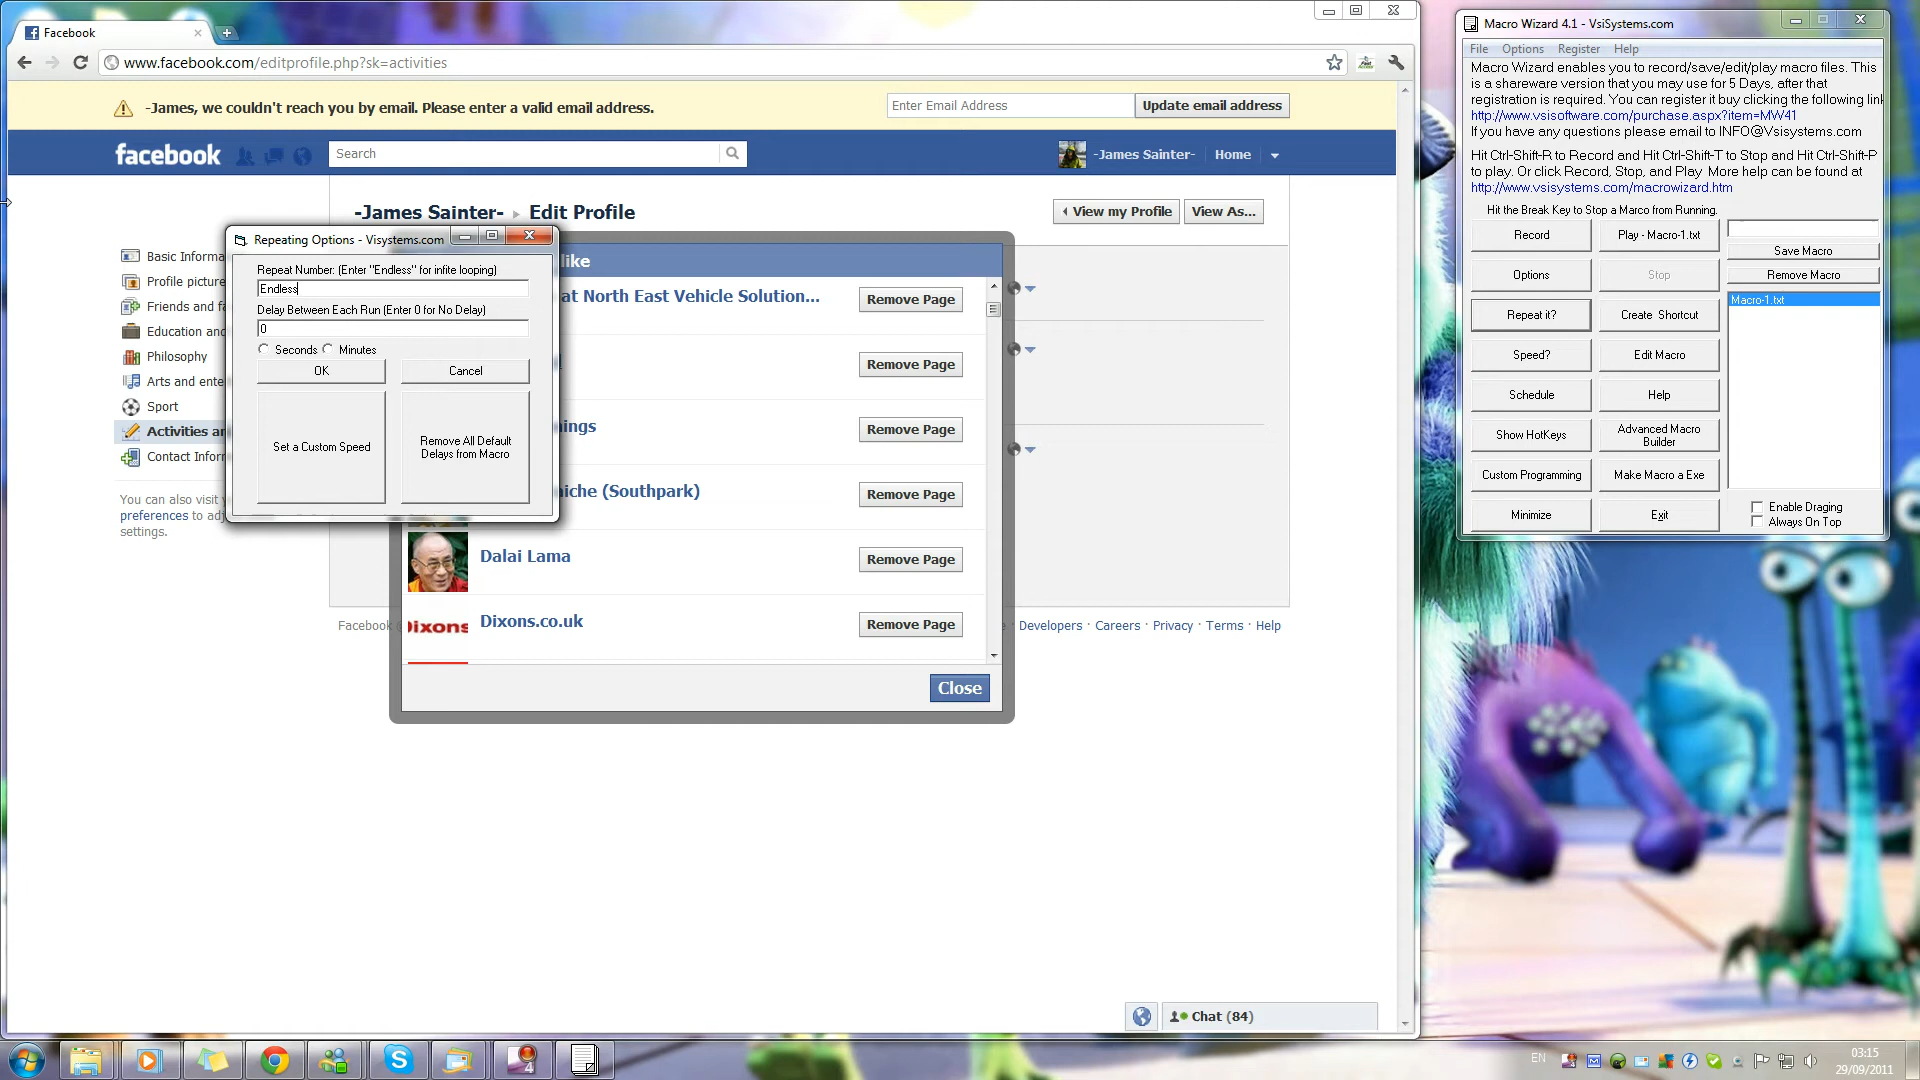 Facebook
www.facebook.com/editprofile.php?sk=activities
-James, we couldn't reach you by email. Please enter a valid email address.
Enter Email Address
Update email address
facebook
Search
-James Sainter-
Home
-James Sainter-
Edit Profile
View my Profile
View As...
Basic Informa
Profile picture
Friends and fa
Education and
Philosophy
Arts and ente
Sport
Activities an
Contact Infor
You can also visit y
preferences to adj
settings.
Repeating Options - Visystems.com
Repeat Number: (Enter "Endless" for infite looping)
Endless
Delay Between Each Run (Enter 0 for No Delay)
0
Seconds
Minutes
OK
Cancel
Set a Custom Speed
Remove All Default
Delays from Macro
like
at North East Vehicle Solution...
Remove Page
Remove Page
ings
Remove Page
iche (Southpark)
Remove Page
Dalai Lama
Remove Page
Dixons
Dixons.co.uk
Remove Page
Close
Facebook
· Developers · Careers · Privacy · Terms · Help
Chat (84)
Macro Wizard 4.1 - VsiSystems.com
File
Options
Register
Help
Macro Wizard enables you to record/save/edit/play macro files. This
is a shareware version that you may use for 5 Days, after that
registration is required. You can register it buy clicking the following link
http://www.vsisoftware.com/purchase.aspx?item=MW41
If you have any questions please email to INFO@Vsisystems.com
Hit Ctrl-Shift-R to Record and Hit Ctrl-Shift-T to Stop and Hit Ctrl-Shift-P
to play. Or click Record, Stop, and Play More help can be found at
http://www.vsisystems.com/macrowizard.htm
Hit the Break Key to Stop a Marco from Running.
Record
Play - Macro-1.txt
Save Macro
Options
Stop
Remove Macro
Macro-1.txt
Repeat it?
Create Shortcut
Speed?
Edit Macro
Schedule
Help
Show HotKeys
Advanced Macro
Builder
Custom Programming
Make Macro a Exe
Enable Draging
Minimize
Exit
Always On Top
4
EN
03:15
29/09/2011